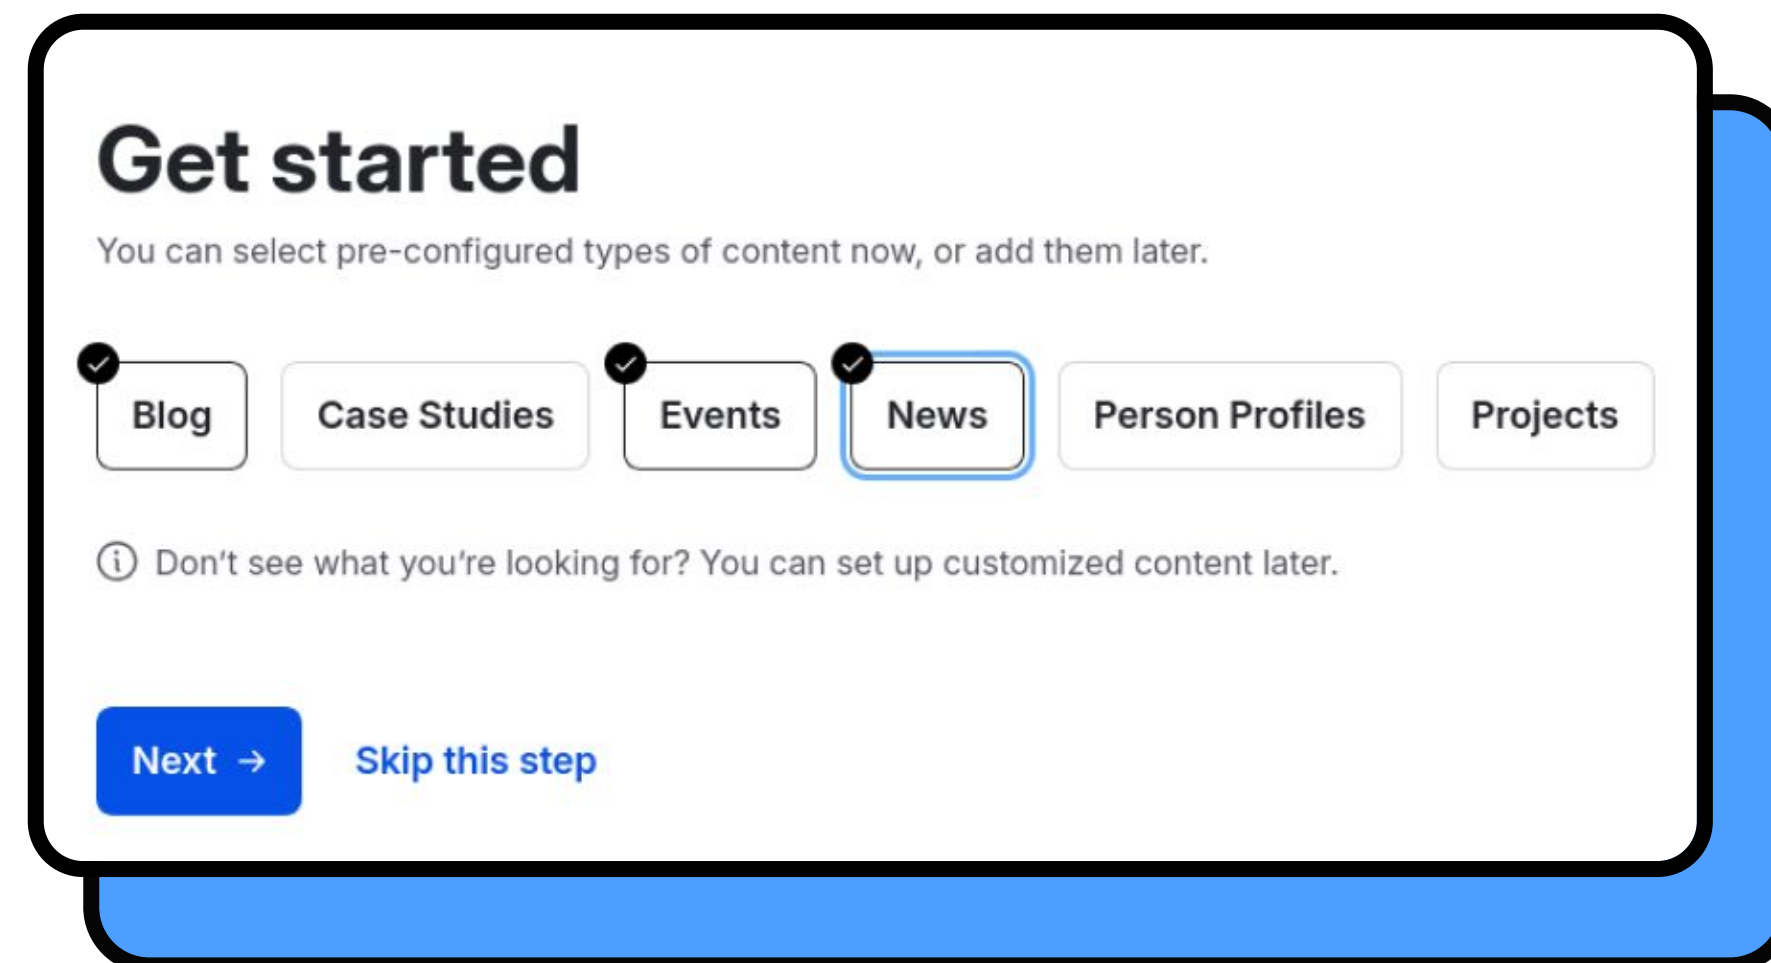 Get started
You can select pre-configured types of content now, or add them later.
Blog Case Studies Events News Person Profiles Projects
Don’t see what you’re looking for? You can set up customized content later.
Next → Skip this step